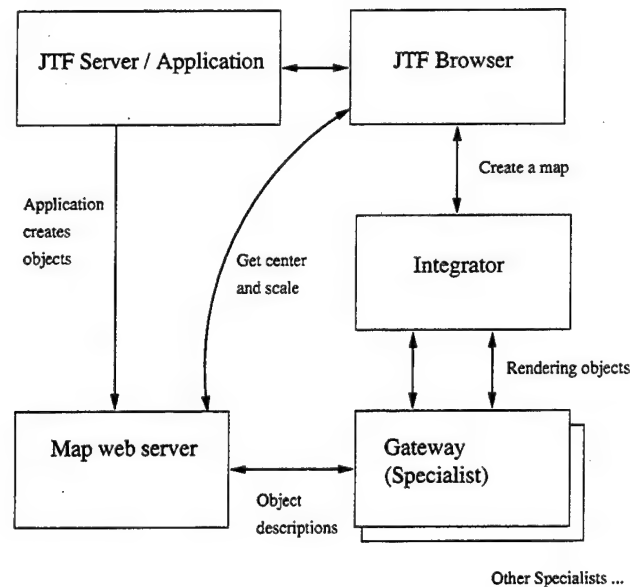 JTF Server / Application
JTF Browser
Create a map
Application
creates
objects
Get center
and scale
Integrator
Rendering objects
Map web server
Gateway
(Specialist)
Object
descriptions
Other Specialists ...